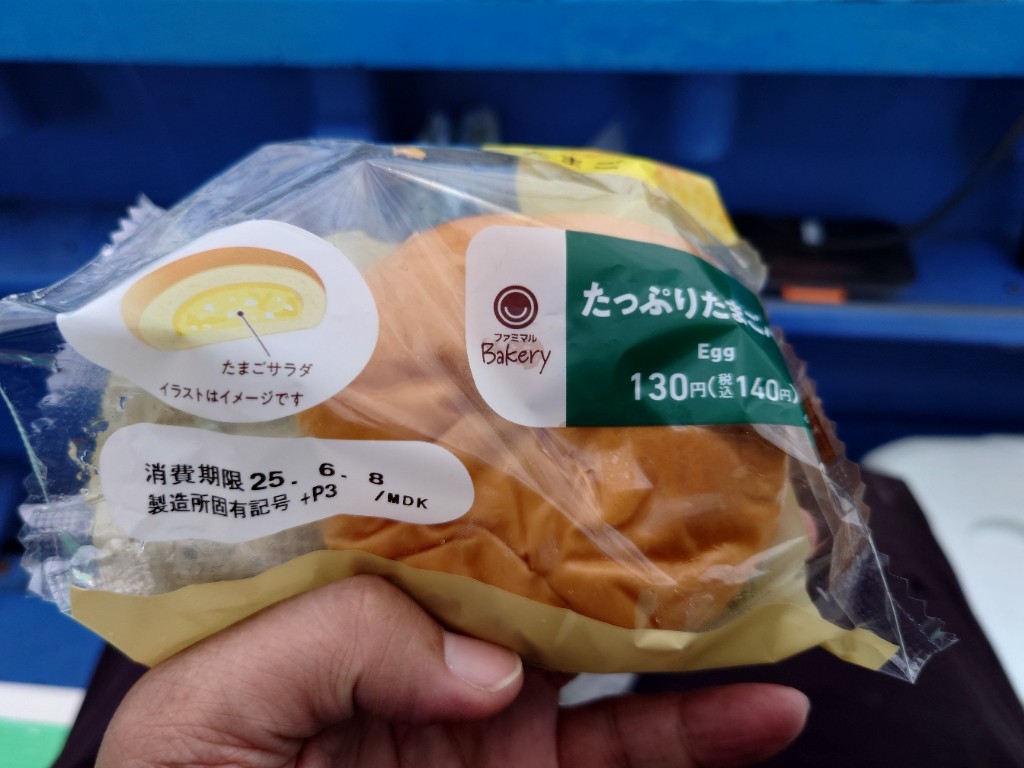 たまごサラダ
イラストはイメージです
消費期限 25. 6. 8
製造所固有記号 +P3 /MDK
ファミマル
Bakery
たっぷりたまご
Egg
130円(税込140円)